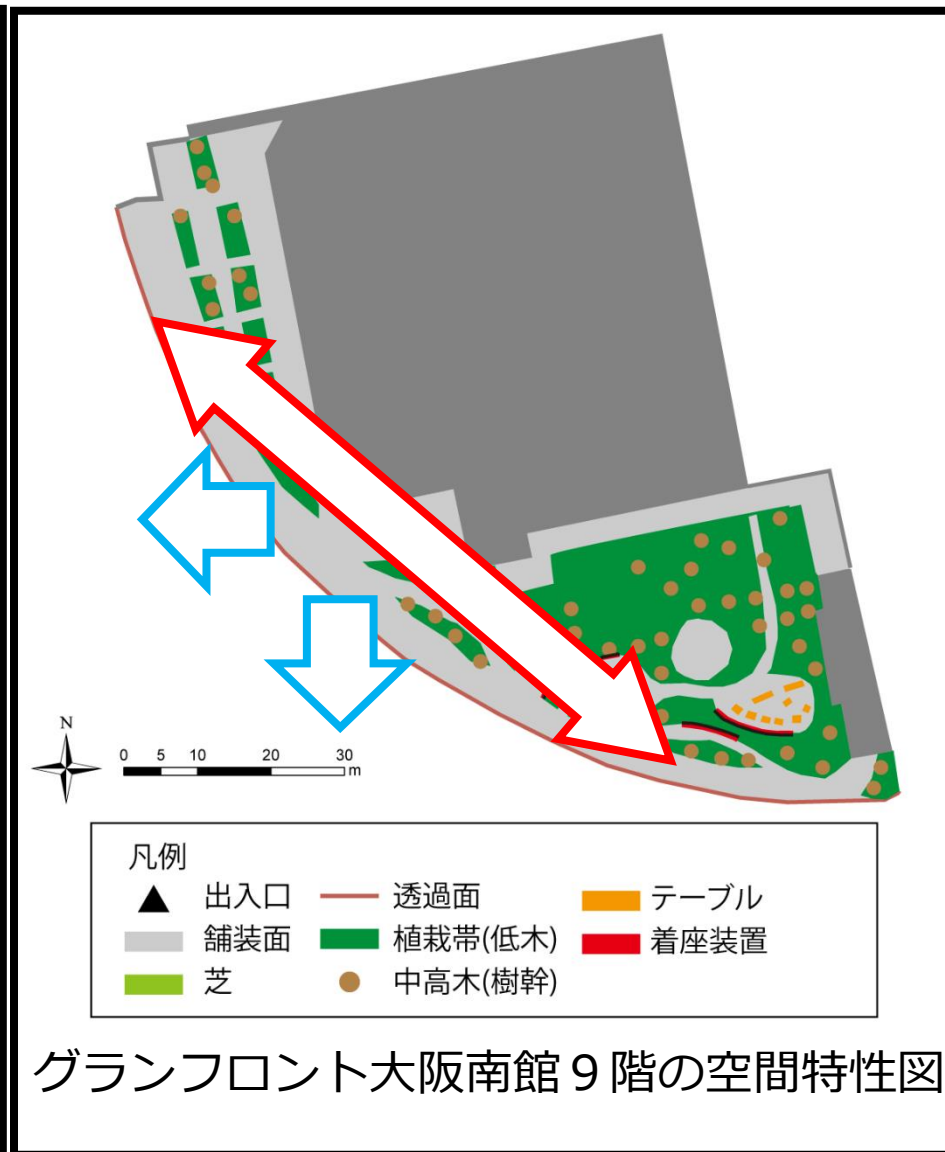 N
0 5 10 20 30
m
凡例
出入口 透過面 テーブル
舗装面 植栽帯(低木) 着座装置
芝 中高木(樹幹)
グランフロント大阪南館９階の空間特性図